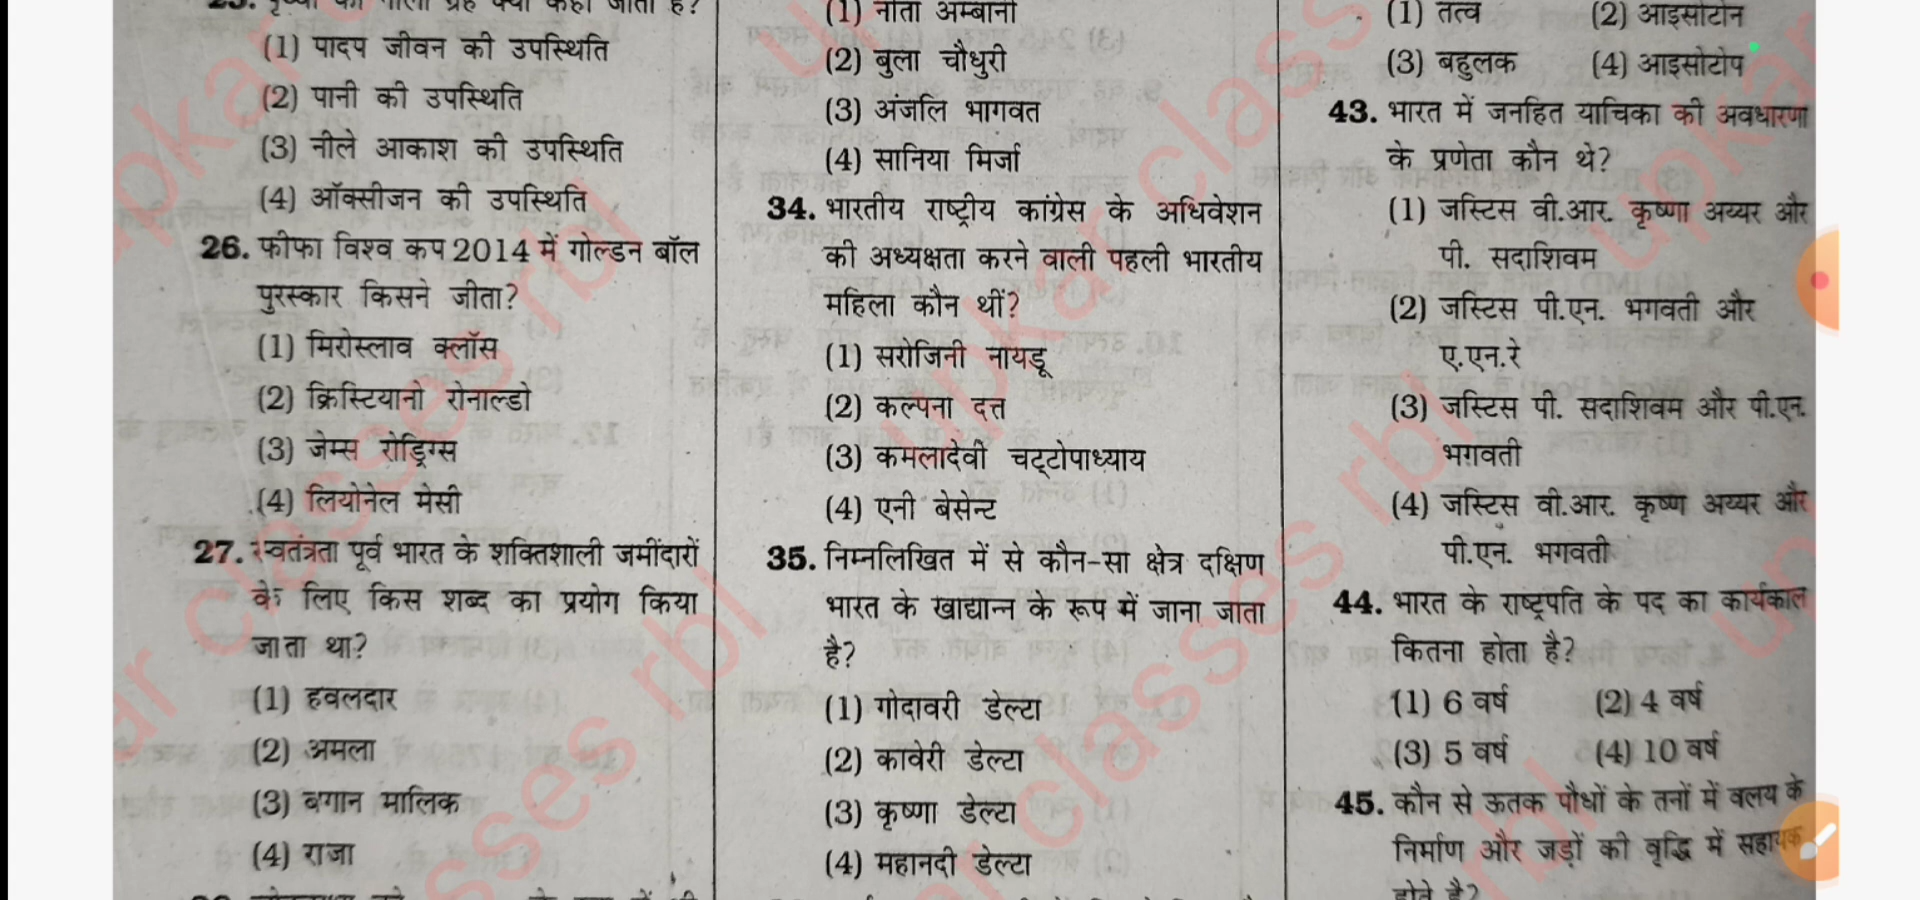 25. पृथ्वी को नीला ग्रह क्यों कहा जाता है?
(1) पादप जीवन की उपस्थिति
(2) पानी की उपस्थिति
(3) नीले आकाश की उपस्थिति
(4) ऑक्सीजन की उपस्थिति
26. फीफा विश्व कप 2014 में गोल्डन बॉल
पुरस्कार किसने जीता?
(1) मिरोस्लाव क्लॉस
(2) क्रिस्टियानो रोनाल्डो
(3) जेम्स रोड्रिग्स
(4) लियोनेल मेसी
27. स्वतंत्रता पूर्व भारत के शक्तिशाली जमींदारों
के लिए किस शब्द का प्रयोग किया
जाता था?
(1) हवलदार
(2) अमला
(3) बगान मालिक
(4) राजा
(1) नीता अम्बानी
(2) बुला चौधुरी
(3) अंजलि भागवत
(4) सानिया मिर्जा
34. भारतीय राष्ट्रीय कांग्रेस के अधिवेशन
की अध्यक्षता करने वाली पहली भारतीय
महिला कौन थीं?
(1) सरोजिनी नायडू
(2) कल्पना दत्त
(3) कमलादेवी चट्टोपाध्याय
(4) एनी बेसेन्ट
35. निम्नलिखित में से कौन-सा क्षेत्र दक्षिण
भारत के खाद्यान्न के रूप में जाना जाता
है?
(1) गोदावरी डेल्टा
(2) कावेरी डेल्टा
(3) कृष्णा डेल्टा
(4) महानदी डेल्टा
(1) तत्व (2) आइसोटोन
(3) बहुलक (4) आइसोटोप
43. भारत में जनहित याचिका की अवधारणा
के प्रणेता कौन थे?
(1) जस्टिस वी.आर. कृष्णा अय्यर और
पी. सदाशिवम
(2) जस्टिस पी.एन. भगवती और
ए.एन.रे
(3) जस्टिस पी. सदाशिवम और पी.एन.
भगवती
(4) जस्टिस वी.आर. कृष्ण अय्यर और
पी.एन. भगवती
44. भारत के राष्ट्रपति के पद का कार्यकाल
कितना होता है?
(1) 6 वर्ष (2) 4 वर्ष
(3) 5 वर्ष (4) 10 वर्ष
45. कौन से ऊतक पौधों के तनों में वलय के
निर्माण और जड़ों की वृद्धि में सहायक
होते है?
upkar classes rbl